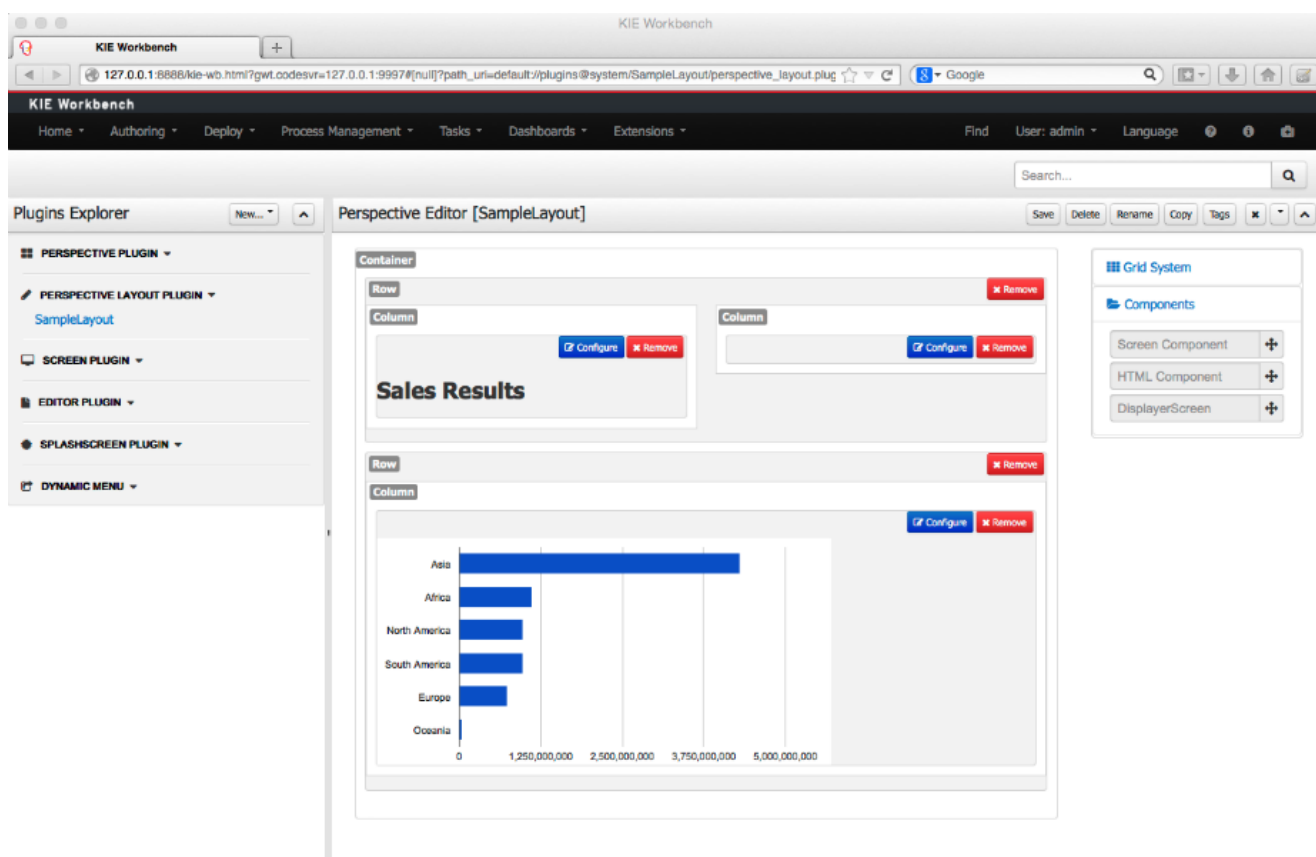 KIE Workbench
KIE Workbench
127.0.0.1:8888/kie-wb.html?gwt.codesvr=127.0.0.1:9997#[null]?path_uri=default://plugins@system/SampleLayout/perspective_layout.plug
Google
KIE Workbench
Home Authoring Deploy Process Management Tasks Dashboards Extensions Find User: admin Language
Search...
Plugins Explorer New...
Perspective Editor [SampleLayout] Save Delete Rename Copy Tags
PERSPECTIVE PLUGIN
PERSPECTIVE LAYOUT PLUGIN
SampleLayout
SCREEN PLUGIN
EDITOR PLUGIN
SPLASHSCREEN PLUGIN
DYNAMIC MENU
Container
Row Remove
Column Column
Configure Remove Configure Remove
Sales Results
Row Remove
Column
Configure Remove
Asia
Africa
North America
South America
Europe
Oceania
0 1,250,000,000 2,500,000,000 3,750,000,000 5,000,000,000
Grid System
Components
Screen Component
HTML Component
DisplayerScreen